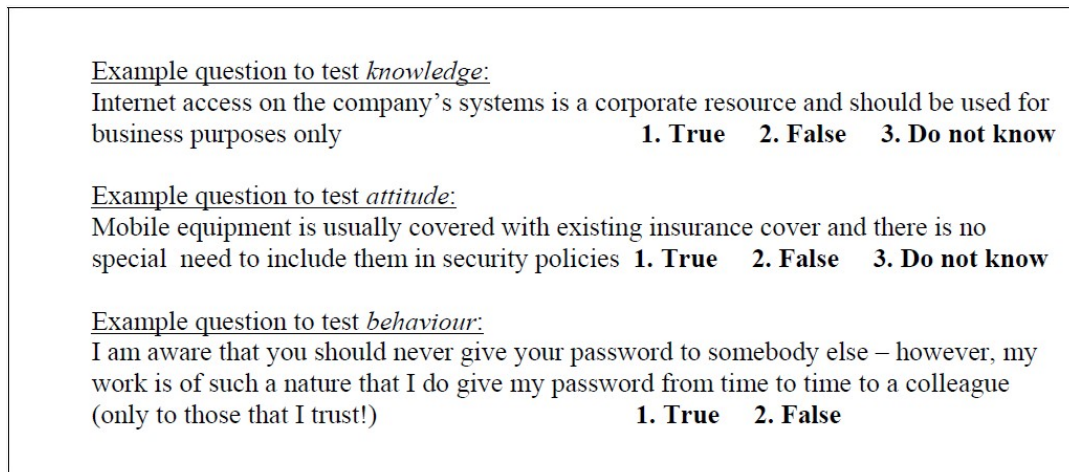 Example question to test knowledge:
Internet access on the company’s systems is a corporate resource and should be used for
business purposes only 1. True 2. False 3. Do not know
Example question to test attitude:
Mobile equipment is usually covered with existing insurance cover and there is no
special need to include them in security policies 1. True 2. False 3. Do not know
Example question to test behaviour:
I am aware that you should never give your password to somebody else – however, my
work is of such a nature that I do give my password from time to time to a colleague
(only to those that I trust!) 1. True 2. False